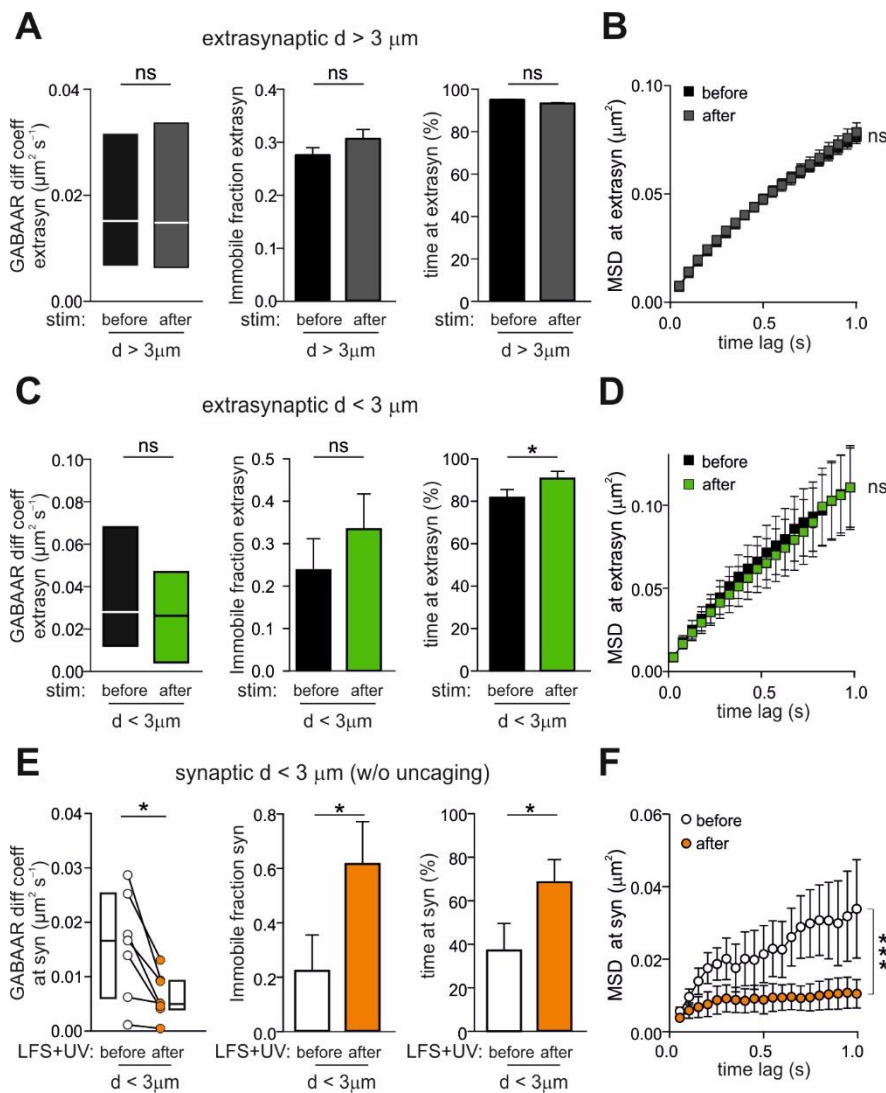 A
extrasynaptic d > 3 μm
GABAAR diff coeff
extrasyn (μm² s⁻¹)
0.04
0.02
0.00
ns
stim: before after
d > 3μm
Immobile fraction extrasyn
0.4
0.3
0.2
0.1
0.0
ns
before after
d > 3μm
time at extrasyn (%)
100
80
60
40
20
0
ns
before after
d > 3μm
B
MSD at extrasyn (μm²)
0.10
0.05
0.00
before
after
ns
0.0 0.5 1.0
time lag (s)
C
extrasynaptic d < 3 μm
GABAAR diff coeff
extrasyn (μm² s⁻¹)
0.10
0.08
0.06
0.04
0.02
0.00
ns
stim: before after
d < 3μm
Immobile fraction extrasyn
0.5
0.4
0.3
0.2
0.1
0.0
ns
before after
d < 3μm
time at extrasyn (%)
100
80
60
40
20
0
*
before after
d < 3μm
D
MSD at extrasyn (μm²)
0.10
0.05
0.00
before
after
ns
0.0 0.5 1.0
time lag (s)
E
synaptic d < 3 μm (w/o uncaging)
GABAAR diff coeff
at syn (μm² s⁻¹)
0.04
0.03
0.02
0.01
0.00
*
LFS+UV: before after
d < 3μm
Immobile fraction syn
0.8
0.6
0.4
0.2
0.0
*
LFS+UV: before after
d < 3μm
time at syn (%)
100
80
60
40
20
0
*
LFS+UV: before after
d < 3μm
F
MSD at syn (μm²)
0.06
0.04
0.02
0.00
before
after
***
0.0 0.5 1.0
time lag (s)